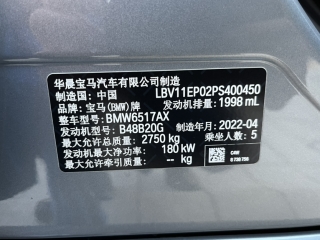 华晨宝马汽车有限公司制造
制造国：中国 LBV11EP02PS400450
品牌：宝马(BMW)牌 发动机排量：1998 mL
整车型号：BMW6517AX
发动机型号：B48B20G 制造年月：2022-04
最大允许总质量：2750 kg 乘坐人数：5
发动机最大净功率：180 kW
最大允许牵引质量：-- kg